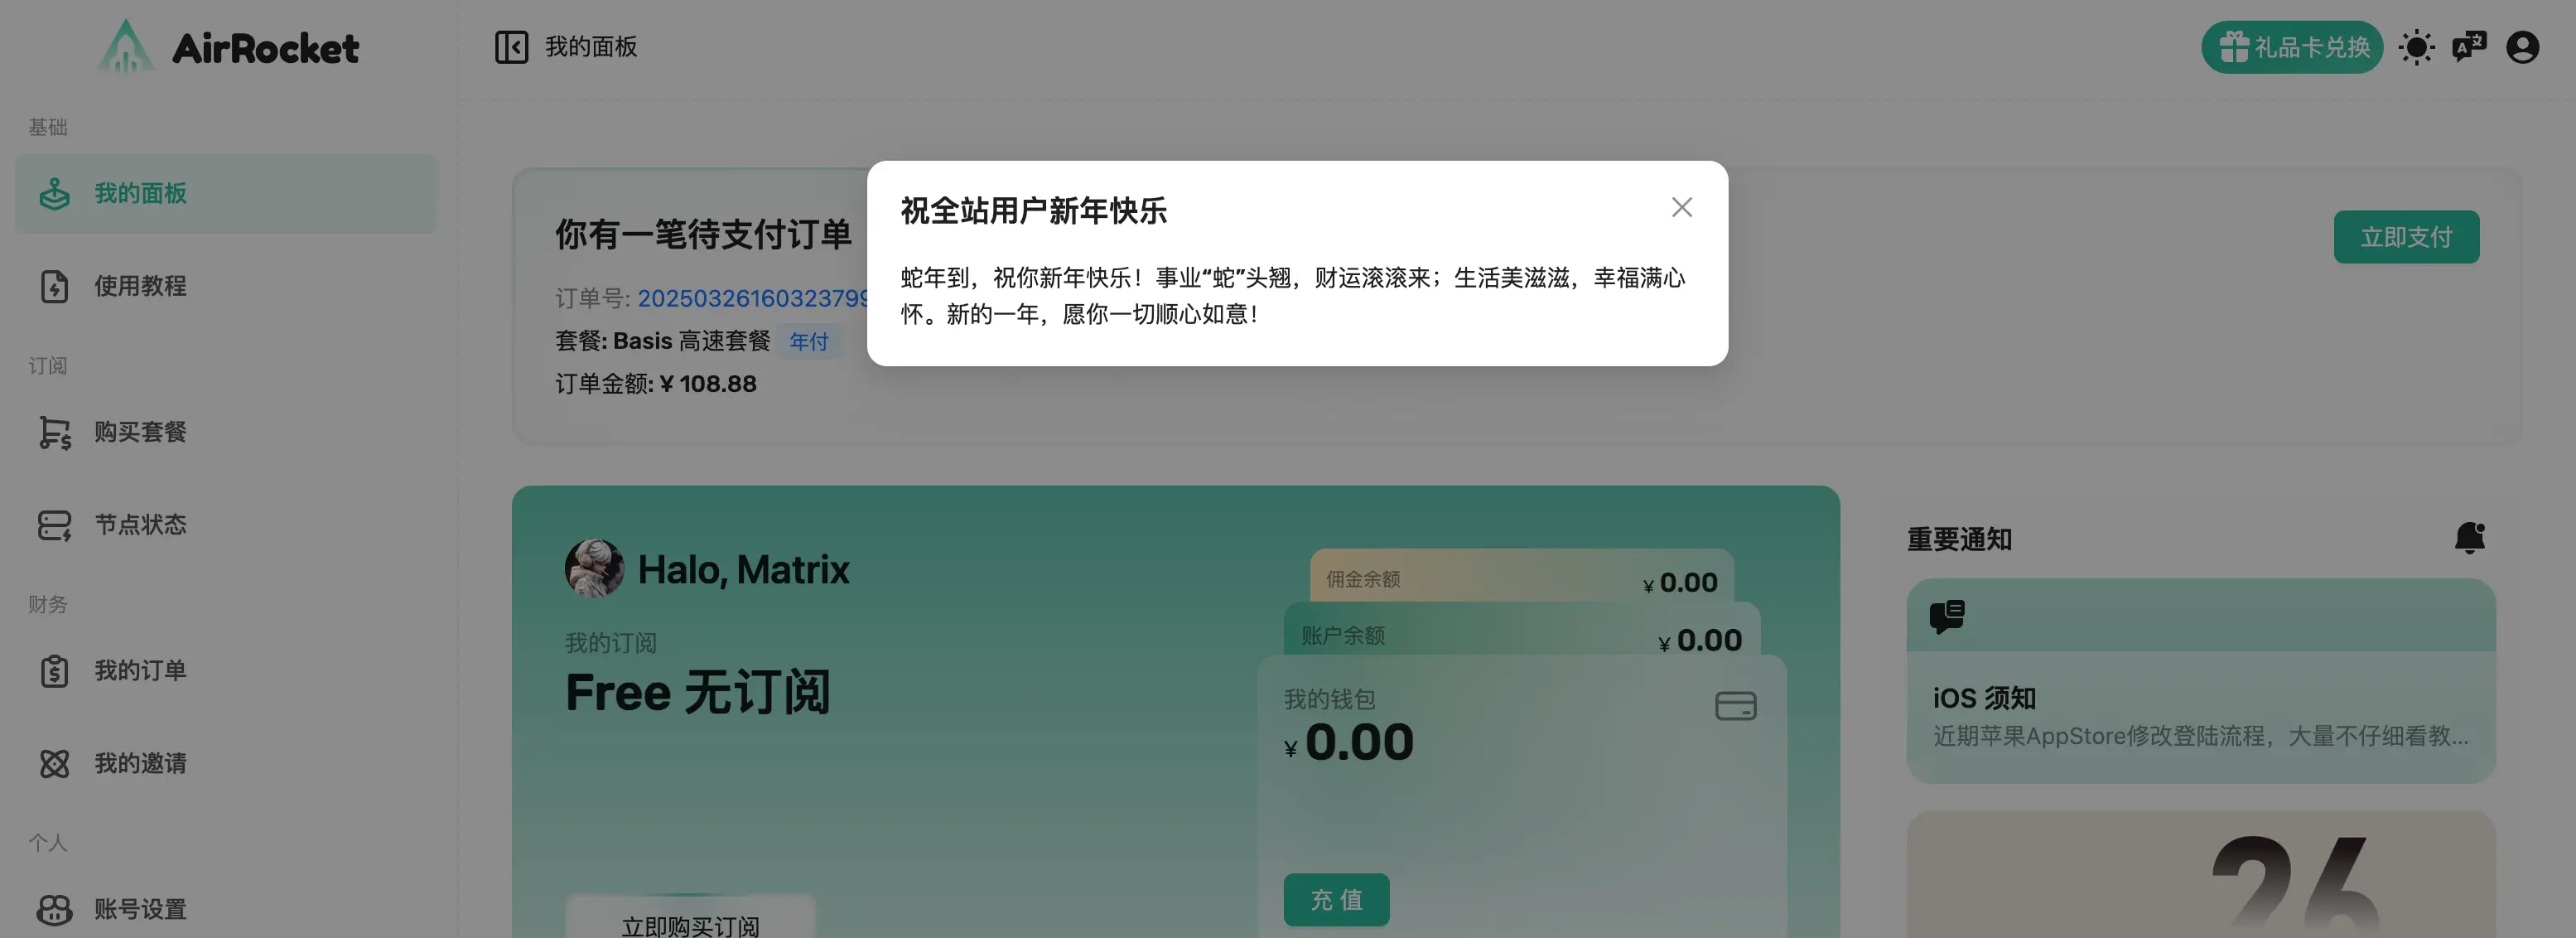 AirRocket
我的面板
礼品卡兑换
基础
我的面板
使用教程
订阅
购买套餐
节点状态
财务
我的订单
我的邀请
个人
账号设置
祝全站用户新年快乐
蛇年到，祝你新年快乐！事业“蛇”头翘，财运滚滚来；生活美滋滋，幸福满心
怀。新的一年，愿你一切顺心如意！
你有一笔待支付订单
立即支付
订单号: 20250326160323799
套餐: Basis 高速套餐 年付
订单金额: ¥ 108.88
Halo, Matrix
我的订阅
Free 无订阅
立即购买订阅
佣金余额 ¥ 0.00
账户余额 ¥ 0.00
我的钱包
¥ 0.00
充 值
重要通知
iOS 须知
近期苹果AppStore修改登陆流程，大量不仔细看教...
26